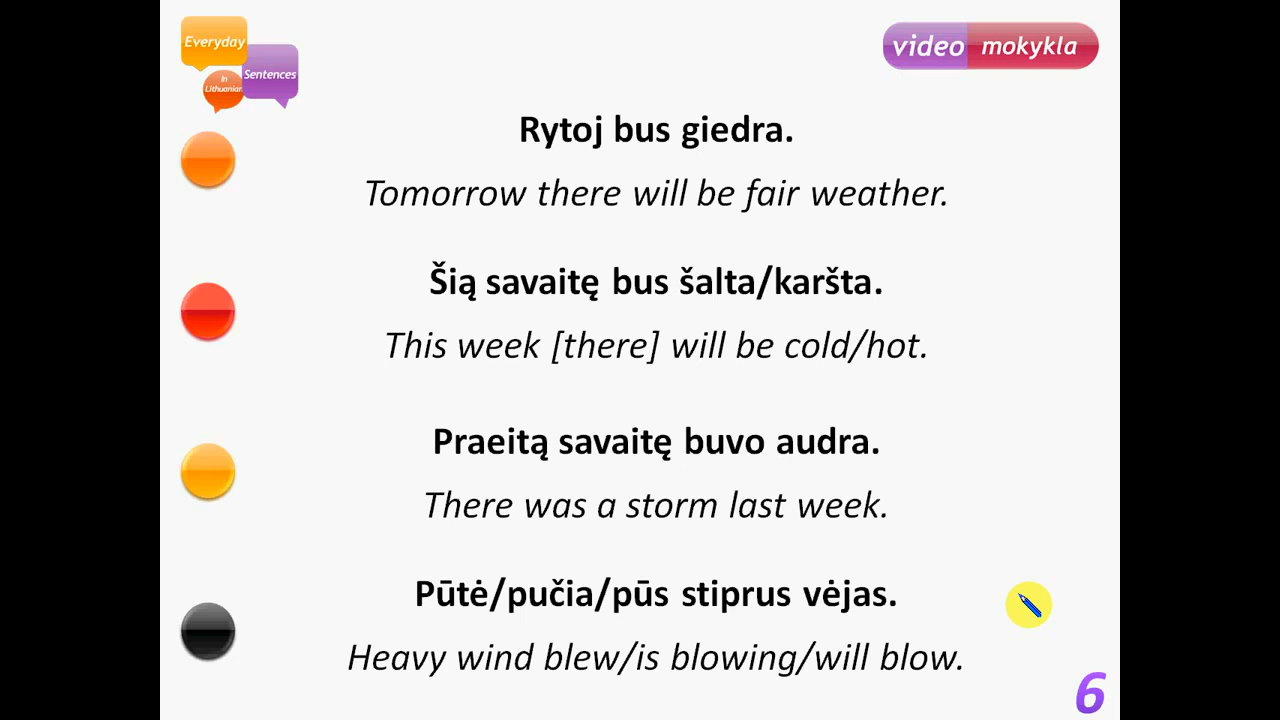 Everyday
Sentences
In
Lithuanian
video mokykla
Rytoj bus giedra.
Tomorrow there will be fair weather.
Šią savaitę bus šalta/karšta.
This week [there] will be cold/hot.
Praeitą savaitę buvo audra.
There was a storm last week.
Pūtė/pučia/pūs stiprus vėjas.
Heavy wind blew/is blowing/will blow.
6